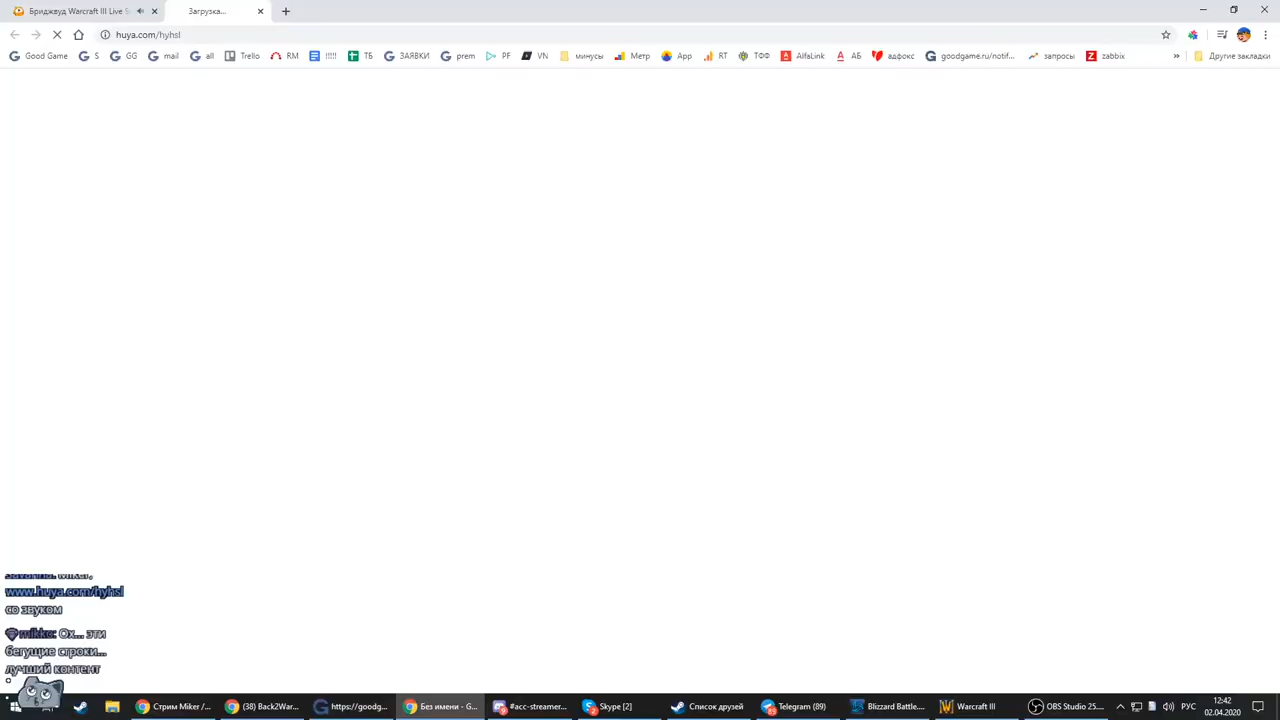 Бриджвуд Warcraft III Live S
Загрузка...
huya.com/hyhsl
Good Game S GG mail all Trello RM !!!!! ТБ ЗАЯВКИ prem PF VN минусы Метр App RT ТФФ AlfaLink АБ адфокс goodgame.ru/notif... запросы zabbix » Другие закладки
www.huya.com/hyhsl
со звуком
mikko: Ох... эти
бегущие строки...
лучший контент
Стрим Miker /... (38) Back2War... https://goodg... Без имени - G... #acc-streamer... Skype [2] Список друзей Telegram (89) Blizzard Battle... Warcraft III OBS Studio 25.... РУС 12:42
02.04.2020